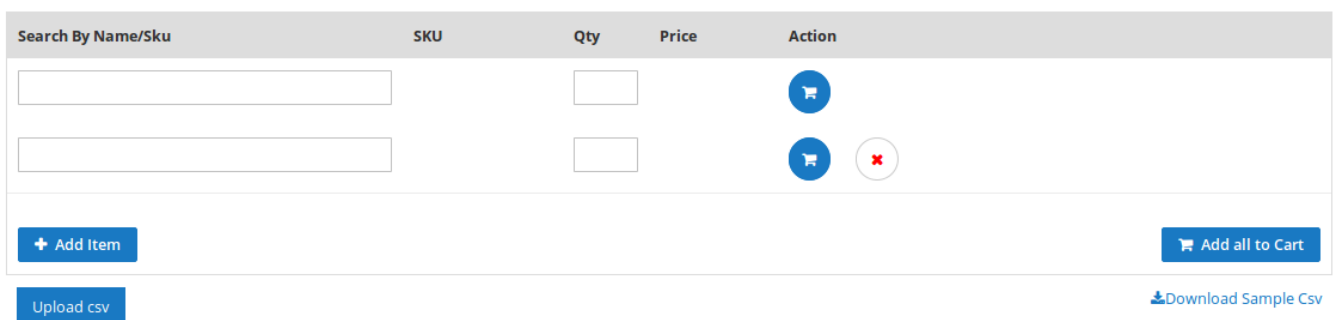 Search By Name/Sku SKU Qty Price Action
Add Item
Add all to Cart
Upload csv
Download Sample Csv